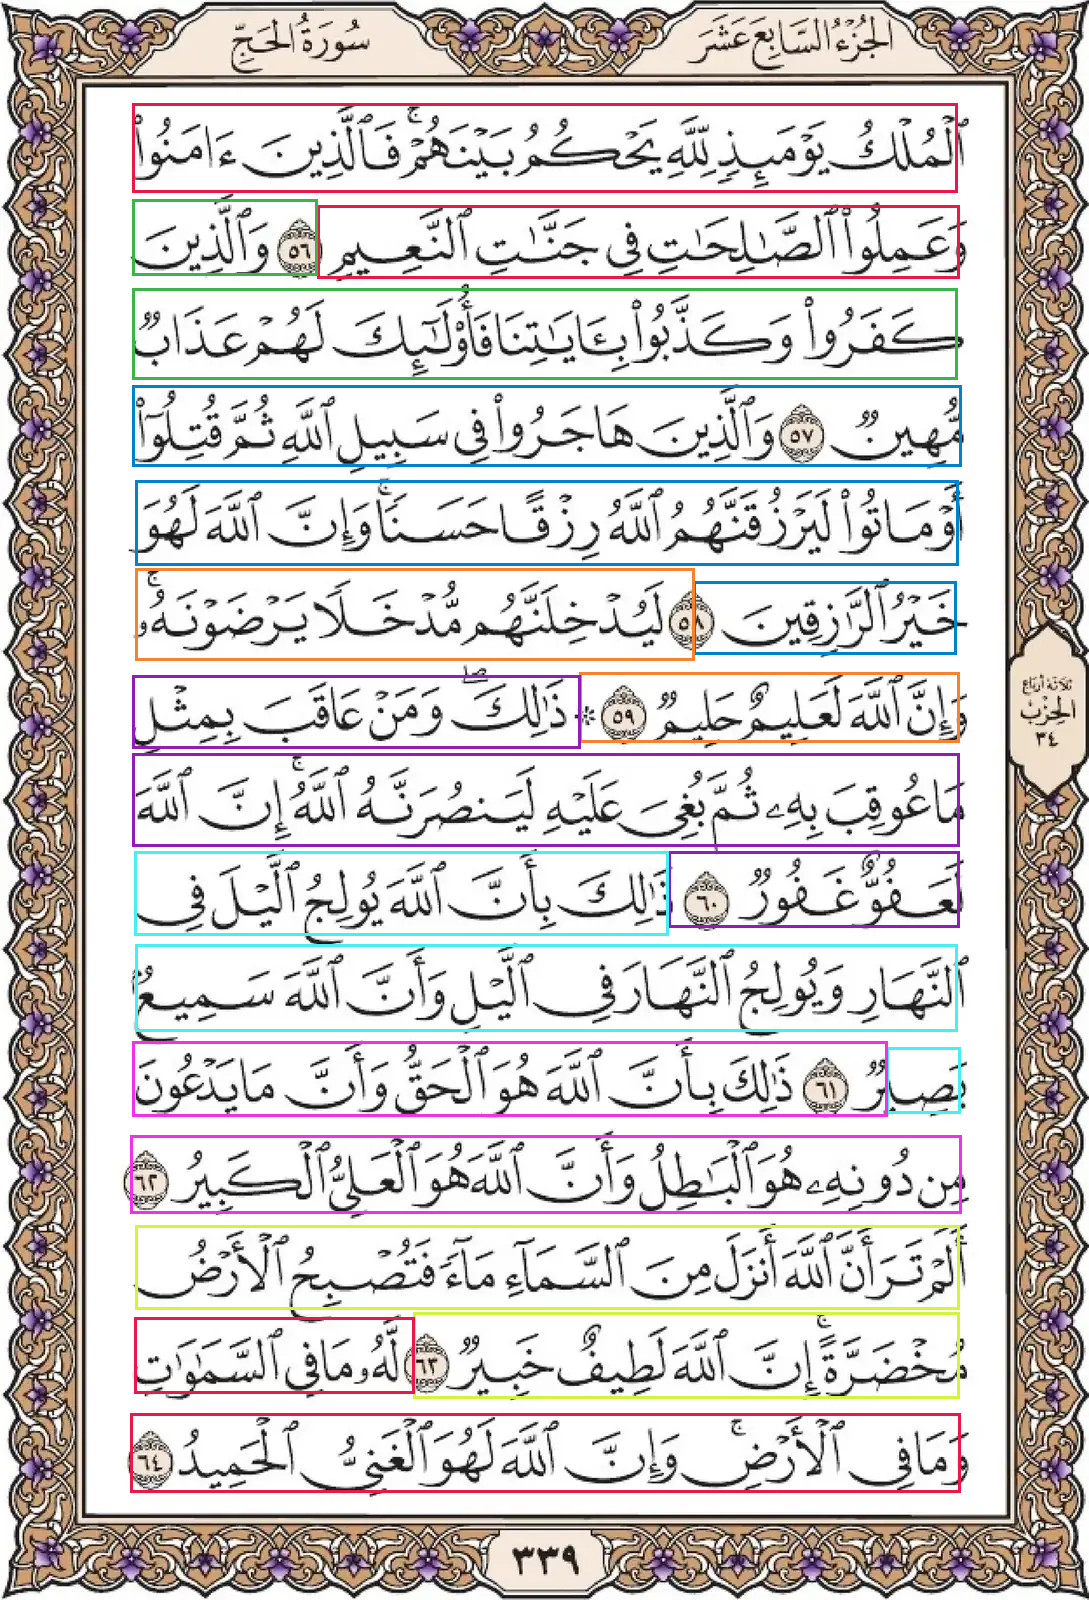 الجزء السابع عشر
سورة الحج
ٱلْمُلْكُ يَوْمَئِذٍ لِّلَّهِ يَحْكُمُ بَيْنَهُمْ ۚ فَٱلَّذِينَ ءَامَنُوا۟
وَعَمِلُوا۟ ٱلصَّـٰلِحَـٰتِ فِى جَنَّـٰتِ ٱلنَّعِيمِ ٥٦ وَٱلَّذِينَ
كَفَرُوا۟ وَكَذَّبُوا۟ بِـَٔايَـٰتِنَا فَأُو۟لَـٰٓئِكَ لَهُمْ عَذَابٌ
مُّهِينٌ ٥٧ وَٱلَّذِينَ هَاجَرُوا۟ فِى سَبِيلِ ٱللَّهِ ثُمَّ قُتِلُوٓا۟
أَوْ مَاتُوا۟ لَيَرْزُقَنَّهُمُ ٱللَّهُ رِزْقًا حَسَنًا ۚ وَإِنَّ ٱللَّهَ لَهُوَ
خَيْرُ ٱلرَّٰزِقِينَ ٥٨ لَيُدْخِلَنَّهُم مُّدْخَلًا يَرْضَوْنَهُۥ ۚ
وَإِنَّ ٱللَّهَ لَعَلِيمٌ حَلِيمٌ ٥٩ * ذَٰلِكَ ۖ وَمَنْ عَاقَبَ بِمِثْلِ
مَا عُوقِبَ بِهِۦ ثُمَّ بُغِىَ عَلَيْهِ لَيَنصُرَنَّهُ ٱللَّهُ ۚ إِنَّ ٱللَّهَ
لَعَفُوٌّ غَفُورٌ ٦٠ ذَٰلِكَ بِأَنَّ ٱللَّهَ يُولِجُ ٱلَّيْلَ فِى
ٱلنَّهَارِ وَيُولِجُ ٱلنَّهَارَ فِى ٱلَّيْلِ وَأَنَّ ٱللَّهَ سَمِيعٌۢ
بَصِيرٌ ٦١ ذَٰلِكَ بِأَنَّ ٱللَّهَ هُوَ ٱلْحَقُّ وَأَنَّ مَا يَدْعُونَ
مِن دُونِهِۦ هُوَ ٱلْبَـٰطِلُ وَأَنَّ ٱللَّهَ هُوَ ٱلْعَلِىُّ ٱلْكَبِيرُ ٦٢
أَلَمْ تَرَ أَنَّ ٱللَّهَ أَنزَلَ مِنَ ٱلسَّمَآءِ مَآءً فَتُصْبِحُ ٱلْأَرْضُ
مُخْضَرَّةً ۗ إِنَّ ٱللَّهَ لَطِيفٌ خَبِيرٌ ٦٣ لَّهُۥ مَا فِى ٱلسَّمَـٰوَٰتِ
وَمَا فِى ٱلْأَرْضِ ۗ وَإِنَّ ٱللَّهَ لَهُوَ ٱلْغَنِىُّ ٱلْحَمِيدُ ٦٤
ثلاثة أرباع
الحزب
٣٤
٣٣٩